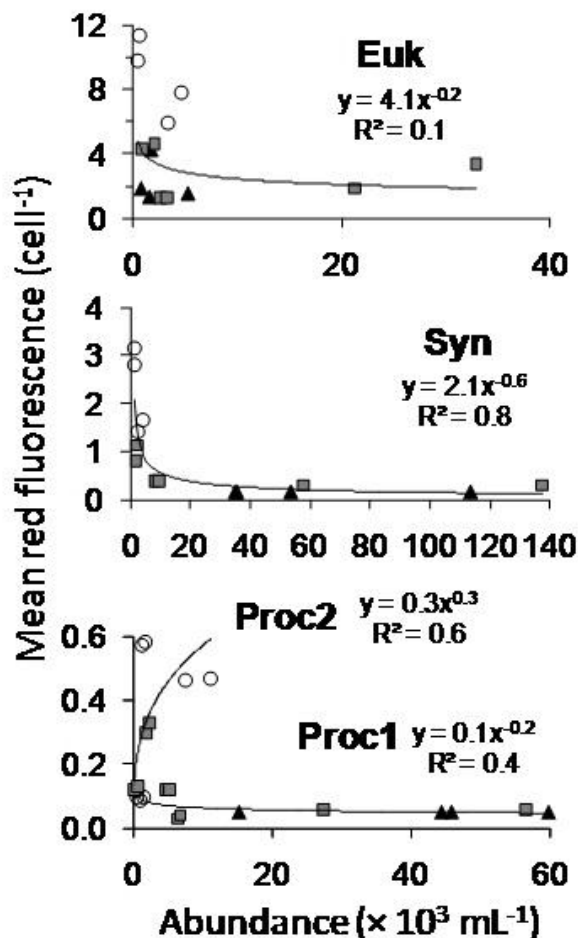 Mean red fluorescence (cell⁻¹)
12
8
4
0
Euk
y = 4.1x⁻⁰·²
R² = 0.1
0 20 40
4
3
2
1
0
Syn
y = 2.1x⁻⁰·⁶
R² = 0.8
0 20 40 60 80 100 120 140
Proc2 y = 0.3x⁰·³
R² = 0.6
0.6
0.4
0.2
0.0
Proc1 y = 0.1x⁻⁰·²
R² = 0.4
0 20 40 60
Abundance (× 10³ mL⁻¹)